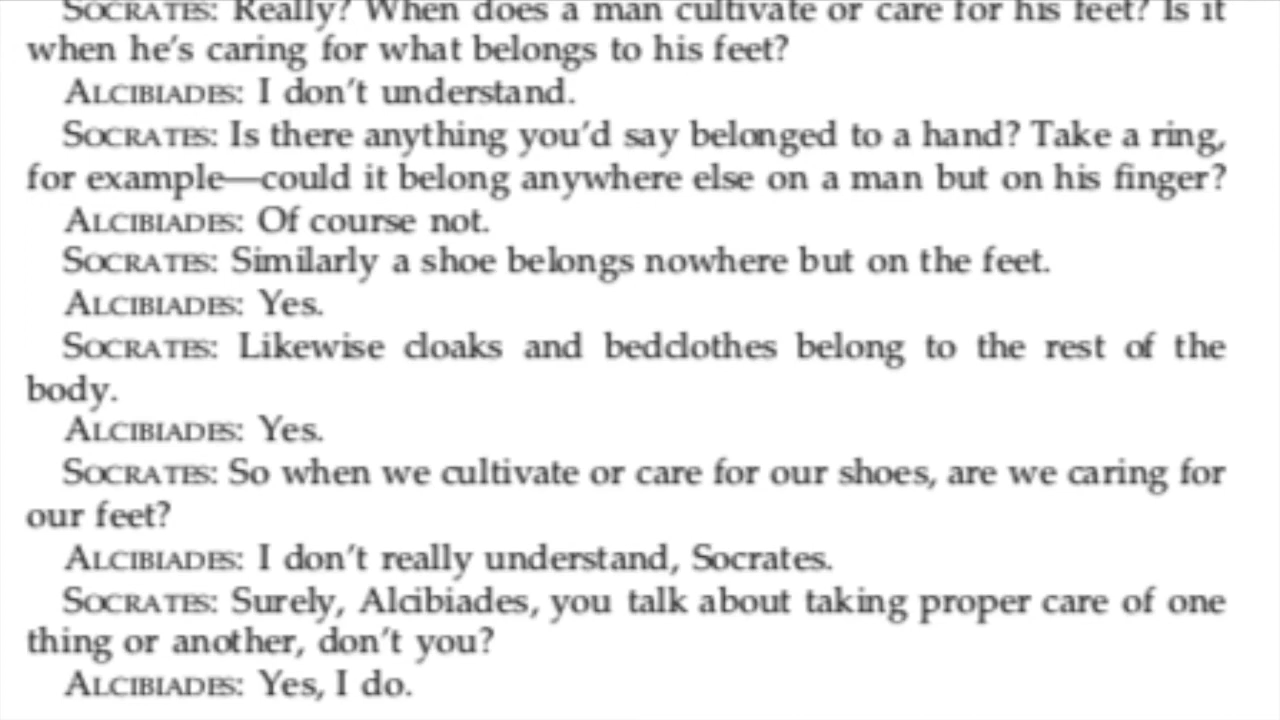 SOCRATES: Really? When does a man cultivate or care for his feet? Is it
when he's caring for what belongs to his feet?
ALCIBIADES: I don't understand.
SOCRATES: Is there anything you'd say belonged to a hand? Take a ring,
for example—could it belong anywhere else on a man but on his finger?
ALCIBIADES: Of course not.
SOCRATES: Similarly a shoe belongs nowhere but on the feet.
ALCIBIADES: Yes.
SOCRATES: Likewise cloaks and bedclothes belong to the rest of the
body.
ALCIBIADES: Yes.
SOCRATES: So when we cultivate or care for our shoes, are we caring for
our feet?
ALCIBIADES: I don't really understand, Socrates.
SOCRATES: Surely, Alcibiades, you talk about taking proper care of one
thing or another, don't you?
ALCIBIADES: Yes, I do.